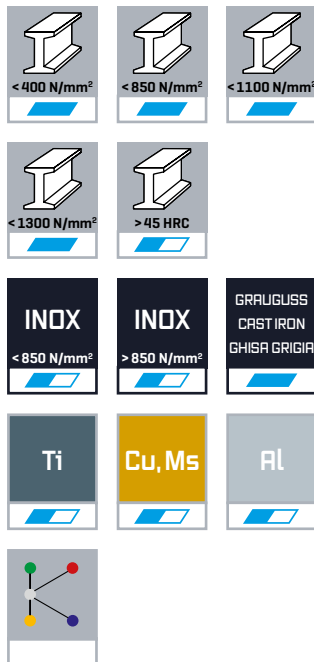 <400 N/mm² <850 N/mm² <1100 N/mm²
<1300 N/mm² >45 HRC
INOX INOX GRAUGUSS
CAST IRON
GHISA GRIGIA
<850 N/mm² >850 N/mm²
Ti Cu, Ms Al